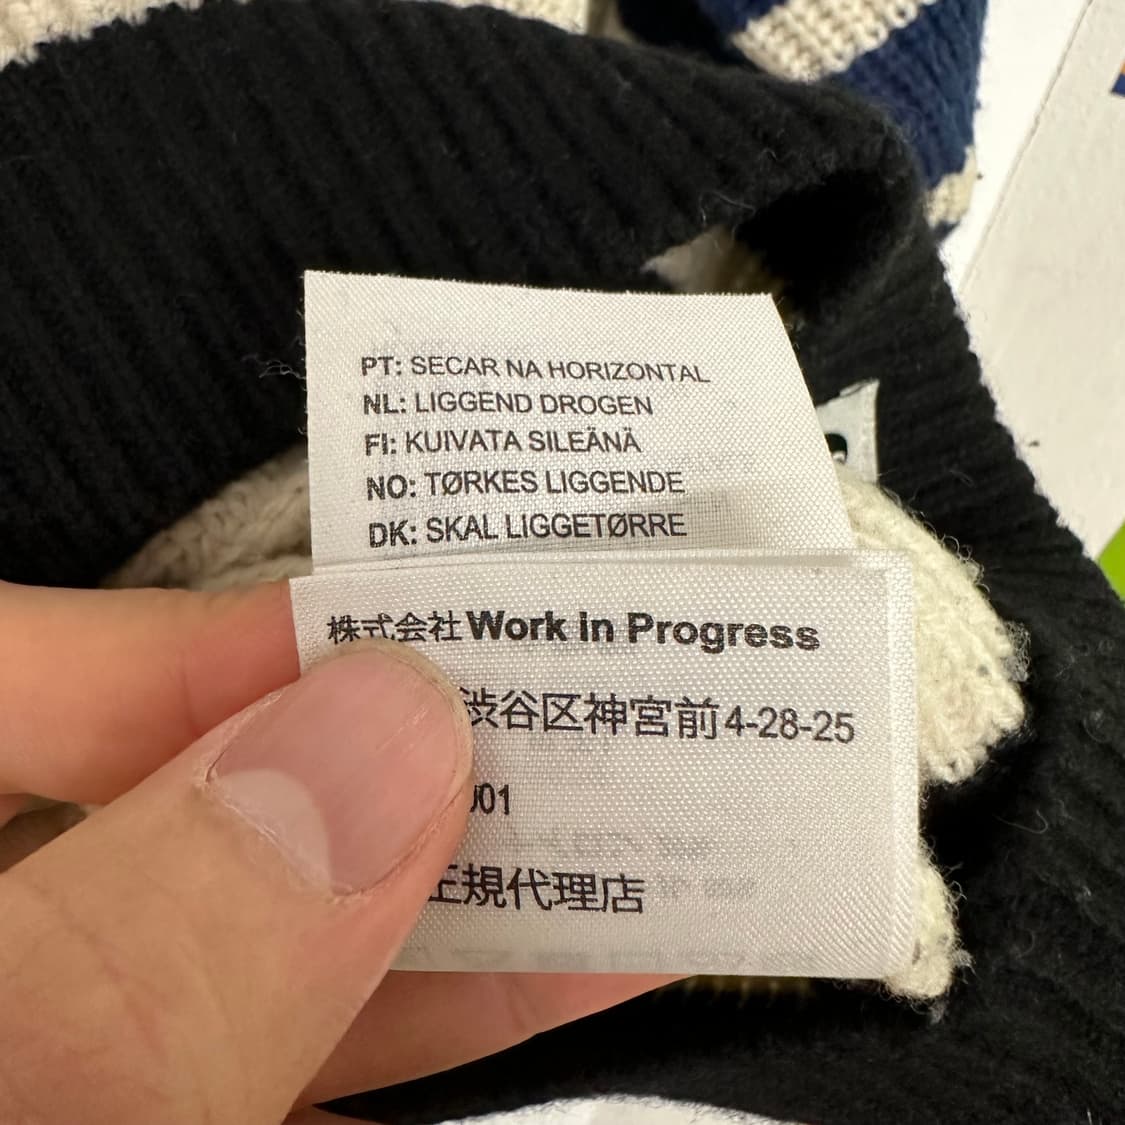 PT: SECAR NA HORIZONTAL
NL: LIGGEND DROGEN
FI: KUIVATA SILEÄNÄ
NO: TØRKES LIGGENDE
DK: SKAL LIGGETØRRE
株式会社Work in Progress
渋谷区神宮前4-28-25
01
正規代理店